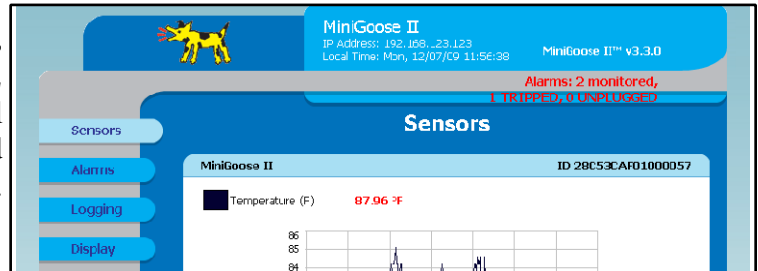 MiniGoose II
IP Address: 192.168.123.123
Local Time: Mon, 12/07/09 11:56:38
MiniGoose II™ v3.3.0
Alarms: 2 monitored,
1 TRIPPED, 0 UNPLUGGED
Sensors
Sensors
Alarms
Logging
Display
MiniGoose II
ID 28C53CAF01000057
Temperature (F)
87.96 °F
86
85
84